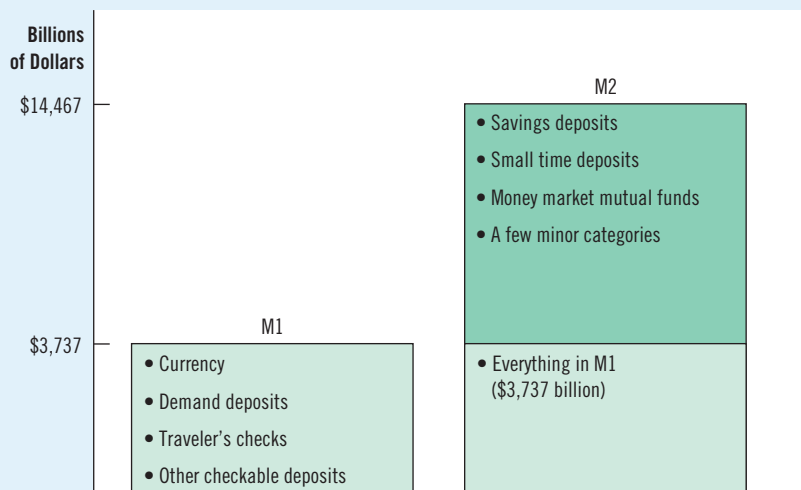 Billions
of Dollars
$14,467
$3,737
M1
• Currency
• Demand deposits
• Traveler’s checks
• Other checkable deposits
M2
• Savings deposits
• Small time deposits
• Money market mutual funds
• A few minor categories
• Everything in M1
($3,737 billion)